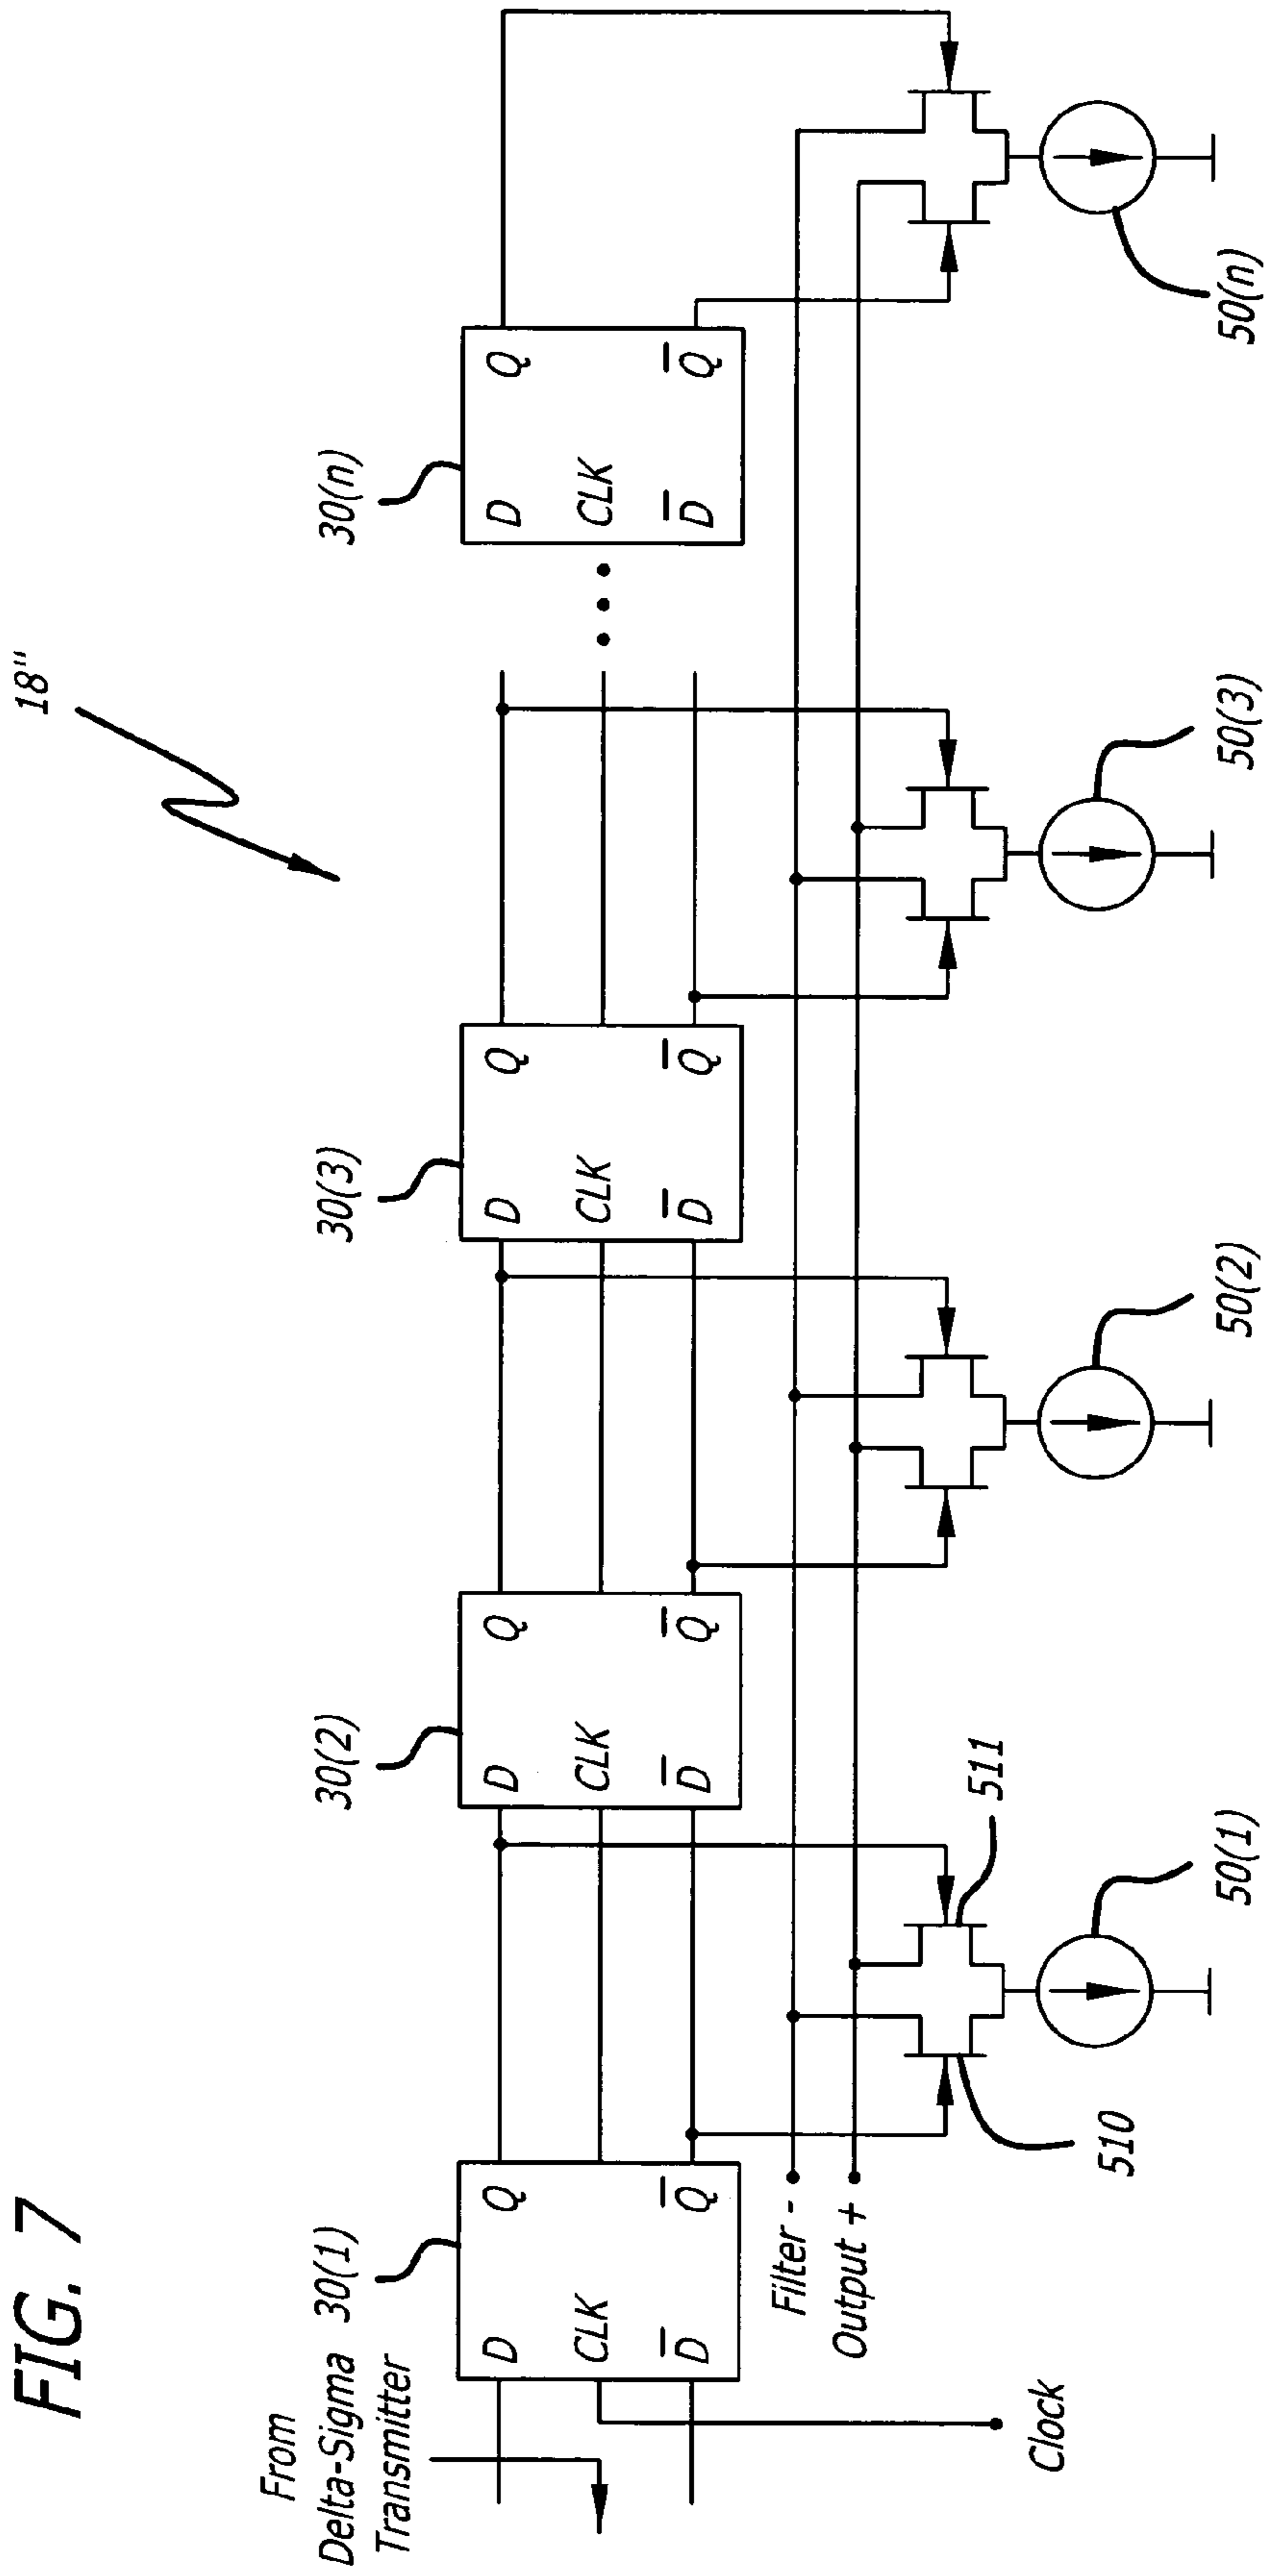 FIG. 7
18"
From
Delta-Sigma
Transmitter
30(1)
30(2)
30(3)
30(n)
D Q
CLK
D̅ Q̅
D Q
CLK
D̅ Q̅
D Q
CLK
D̅ Q̅
D Q
CLK
D̅ Q̅
Filter -
Output +
Clock
510
511
50(1)
50(2)
50(3)
50(n)